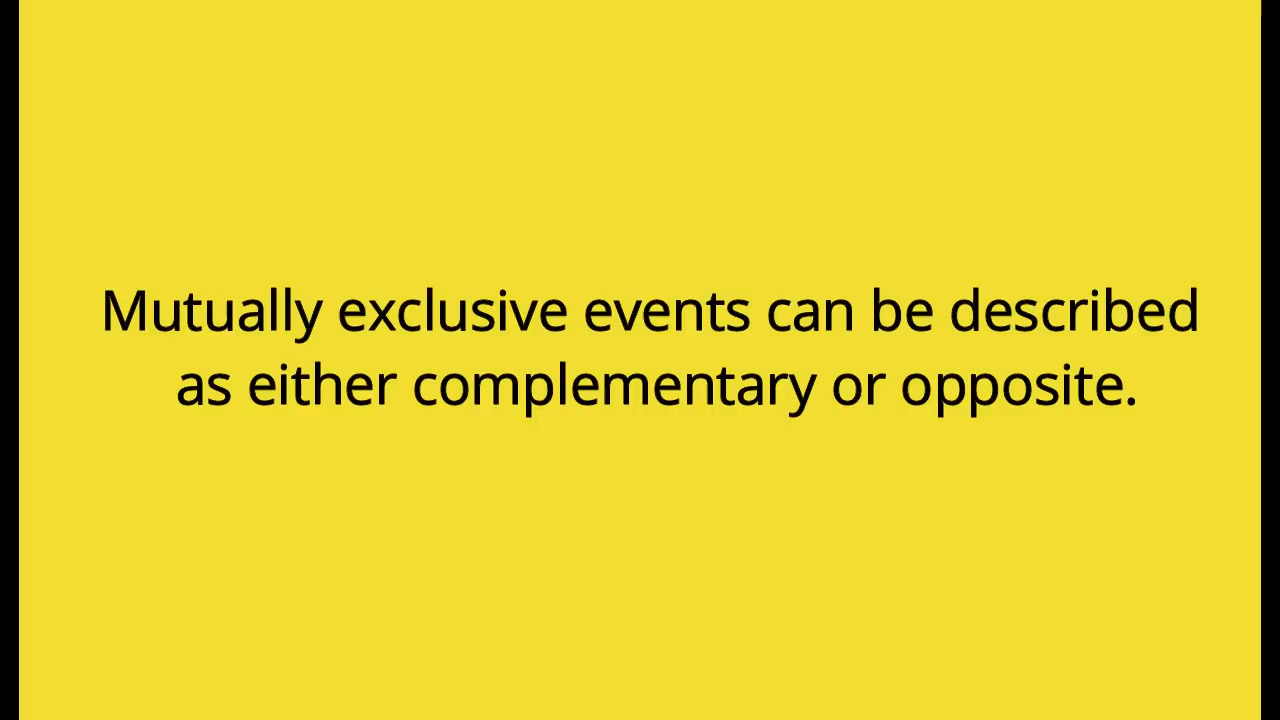 Mutually exclusive events can be described
as either complementary or opposite.